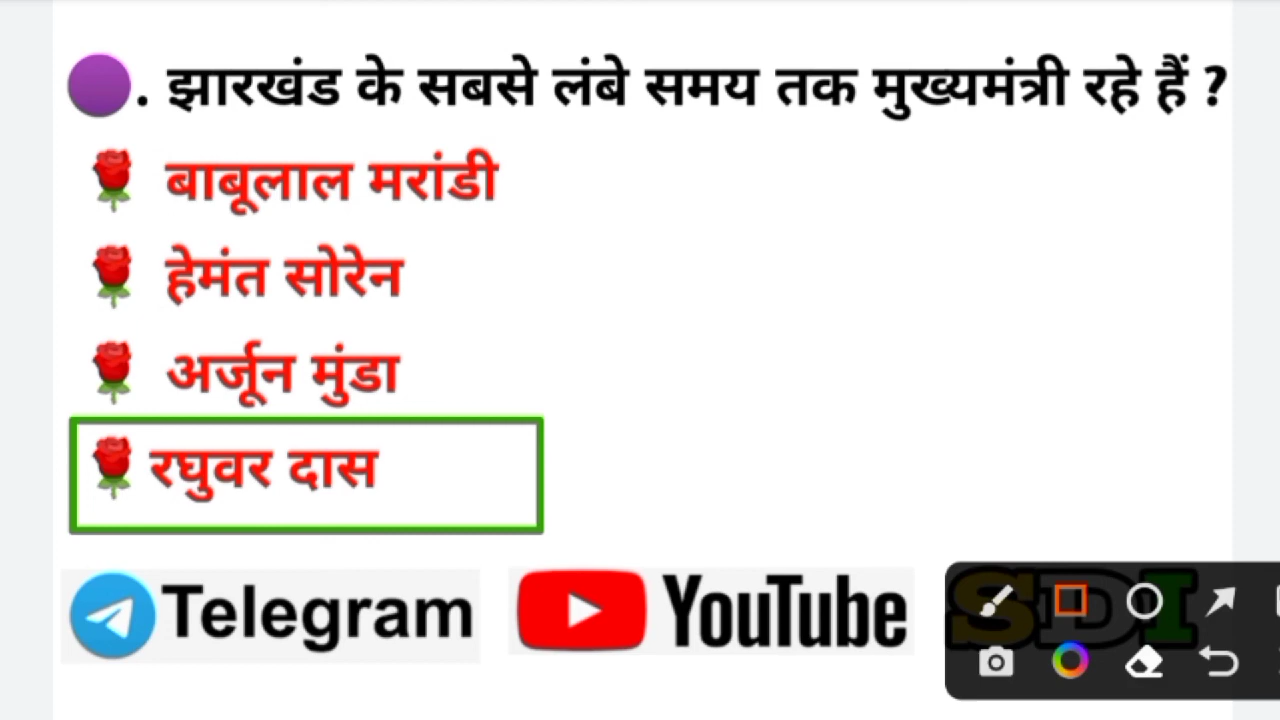 . झारखंड के सबसे लंबे समय तक मुख्यमंत्री रहे हैं ?
बाबूलाल मरांडी
हेमंत सोरेन
अर्जून मुंडा
रघुवर दास
Telegram YouTube
SDI